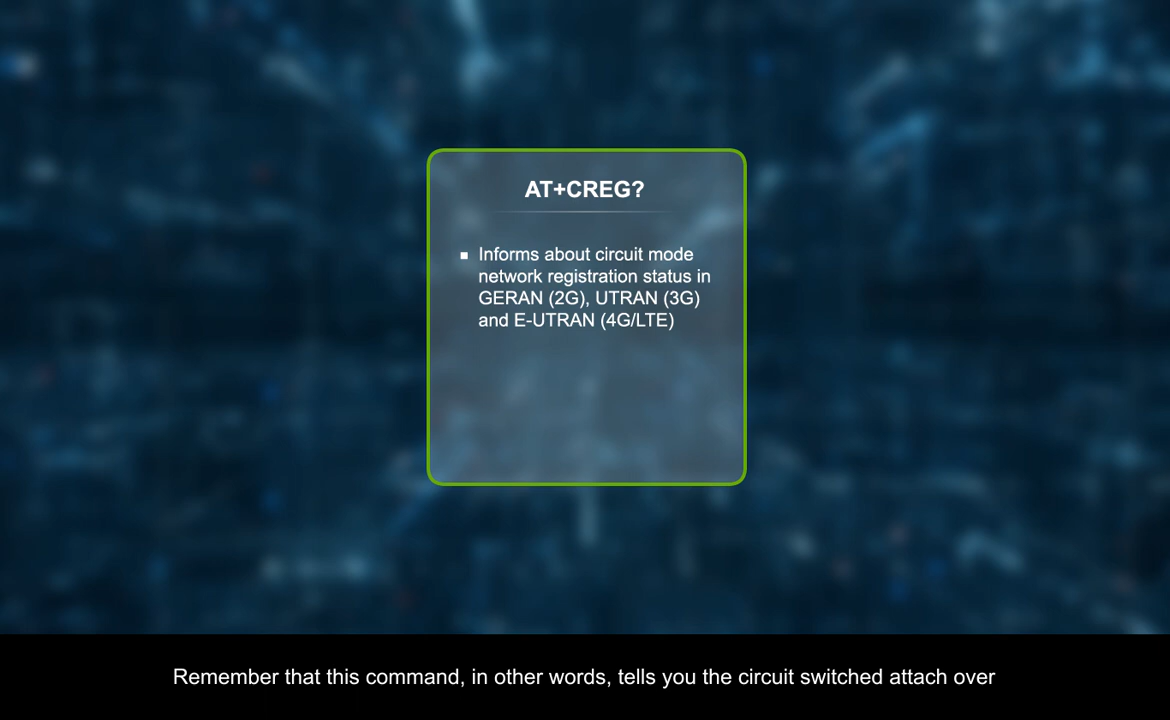 AT+CREG?
▪ Informs about circuit mode
network registration status in
GERAN (2G), UTRAN (3G)
and E-UTRAN (4G/LTE)
Remember that this command, in other words, tells you the circuit switched attach over